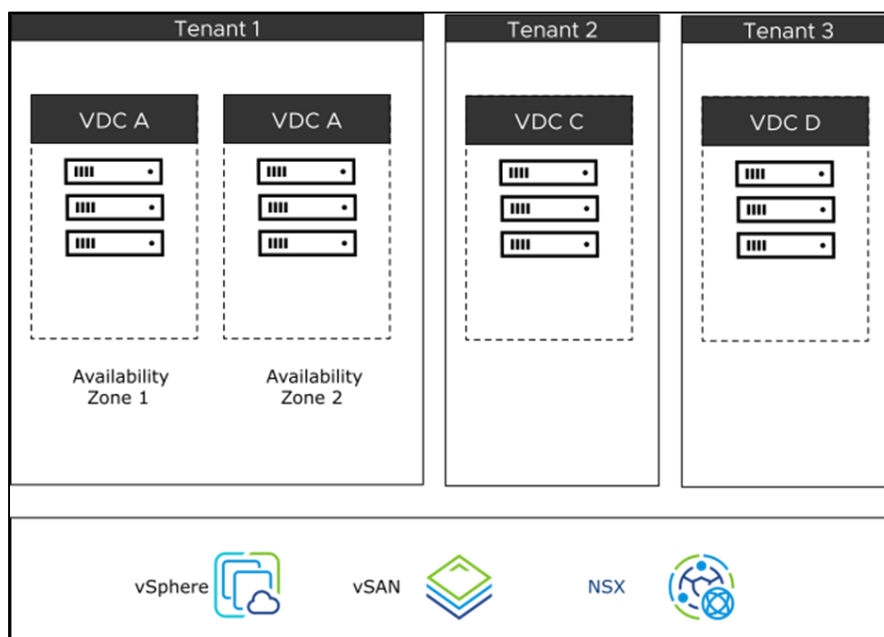 Tenant 1
Tenant 2
Tenant 3
VDC A
VDC A
VDC C
VDC D
Availability
Zone 1
Availability
Zone 2
vSphere
vSAN
NSX